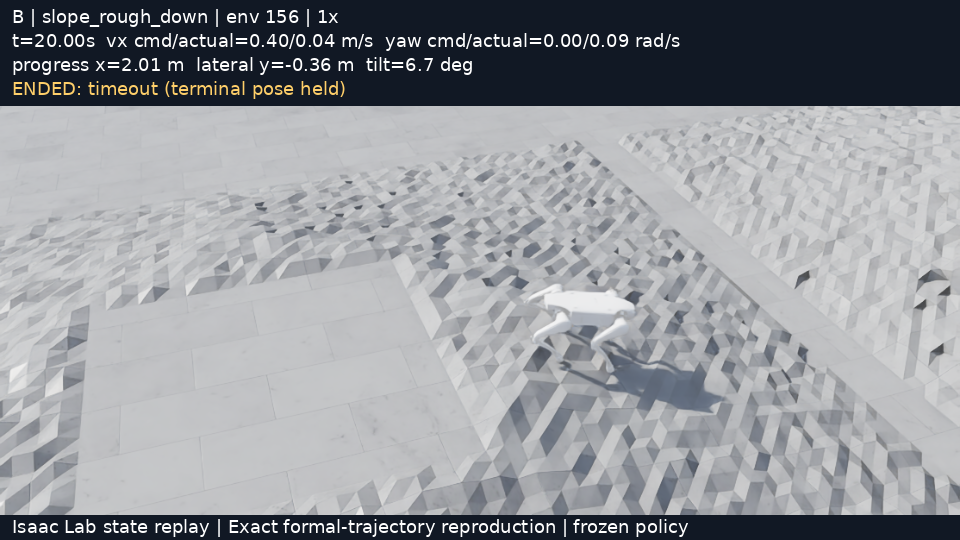 B | slope_rough_down | env 156 | 1x
t=20.00s  vx cmd/actual=0.40/0.04 m/s  yaw cmd/actual=0.00/0.09 rad/s
progress x=2.01 m  lateral y=-0.36 m  tilt=6.7 deg
ENDED: timeout (terminal pose held)
Isaac Lab state replay | Exact formal-trajectory reproduction | frozen policy